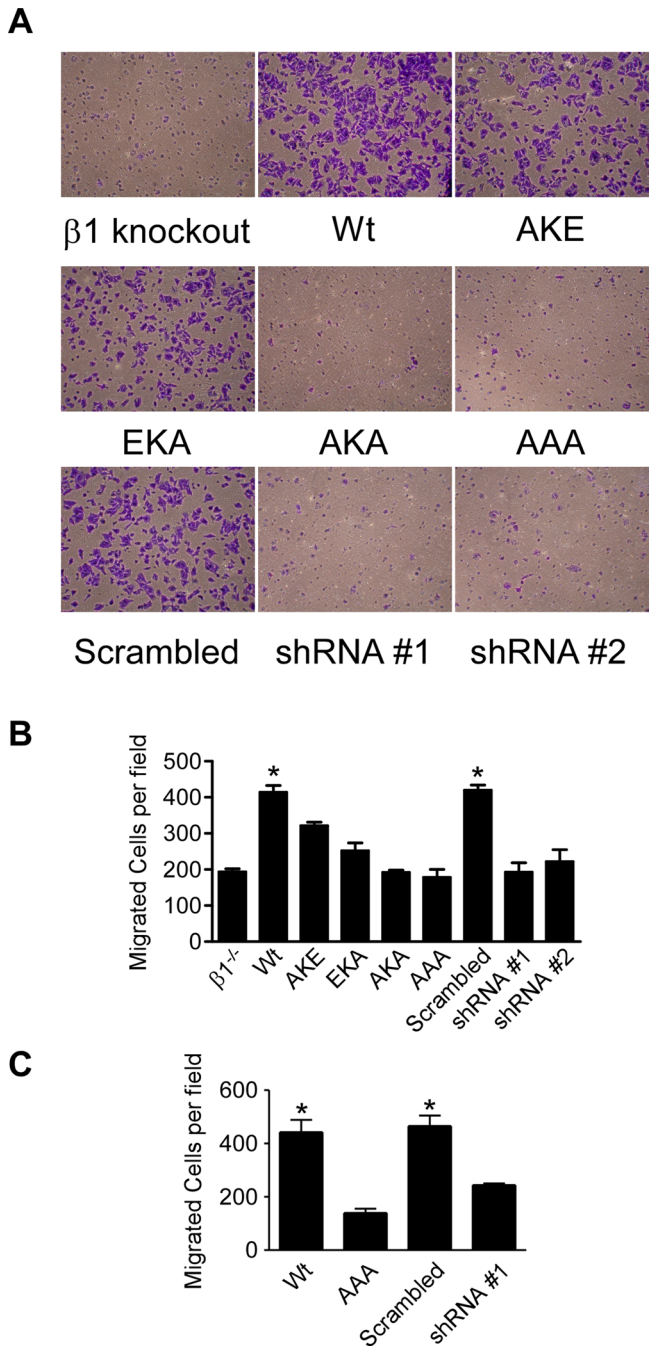 A
β1 knockout Wt AKE
EKA AKA AAA
Scrambled shRNA #1 shRNA #2
B
Migrated Cells per field
500
400
300
200
100
0
* *
β1-/- Wt AKE EKA AKA AAA Scrambled shRNA #1 shRNA #2
C
Migrated Cells per field
600
400
200
0
* *
Wt AAA Scrambled shRNA #1